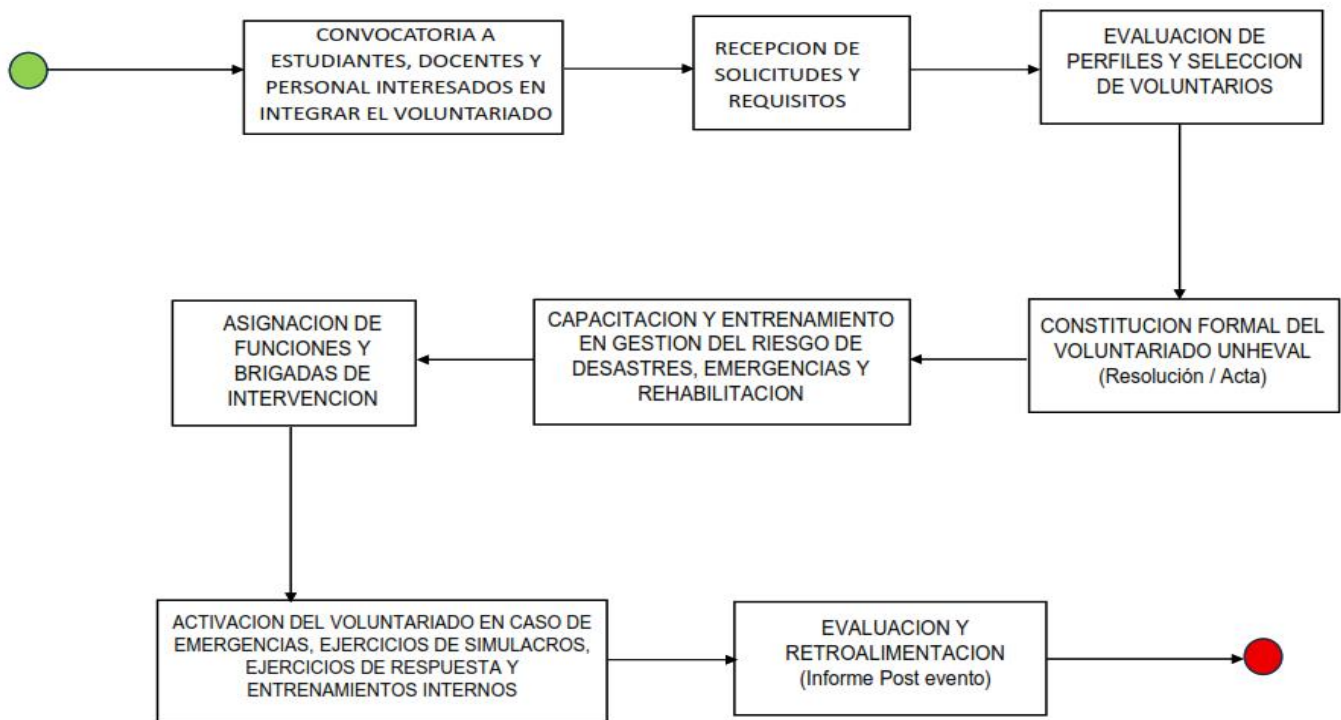 CONVOCATORIA A
ESTUDIANTES, DOCENTES Y
PERSONAL INTERESADOS EN
INTEGRAR EL VOLUNTARIADO
RECEPCION DE
SOLICITUDES Y
REQUISITOS
EVALUACION DE
PERFILES Y SELECCION
DE VOLUNTARIOS
CONSTITUCION FORMAL DEL
VOLUNTARIADO UNHEVAL
(Resolución / Acta)
CAPACITACION Y ENTRENAMIENTO
EN GESTION DEL RIESGO DE
DESASTRES, EMERGENCIAS Y
REHABILITACION
ASIGNACION DE
FUNCIONES Y
BRIGADAS DE
INTERVENCION
ACTIVACION DEL VOLUNTARIADO EN CASO DE
EMERGENCIAS, EJERCICIOS DE SIMULACROS,
EJERCICIOS DE RESPUESTA Y
ENTRENAMIENTOS INTERNOS
EVALUACION Y
RETROALIMENTACION
(Informe Post evento)